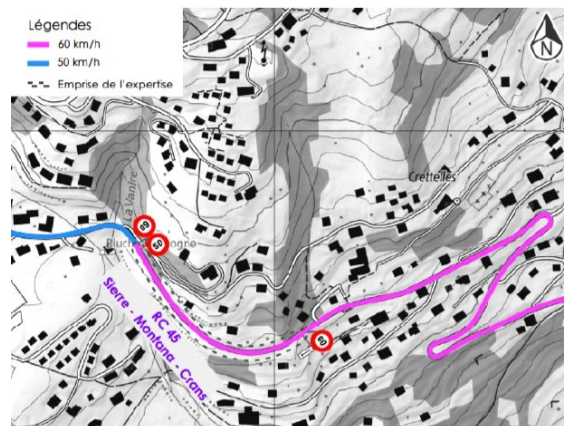 Légendes
60 km/h
50 km/h
Emprise de l'expertise
N
La Vanire
Crettelles
60
50
RC 45
Sierre - Montana - Crans
60